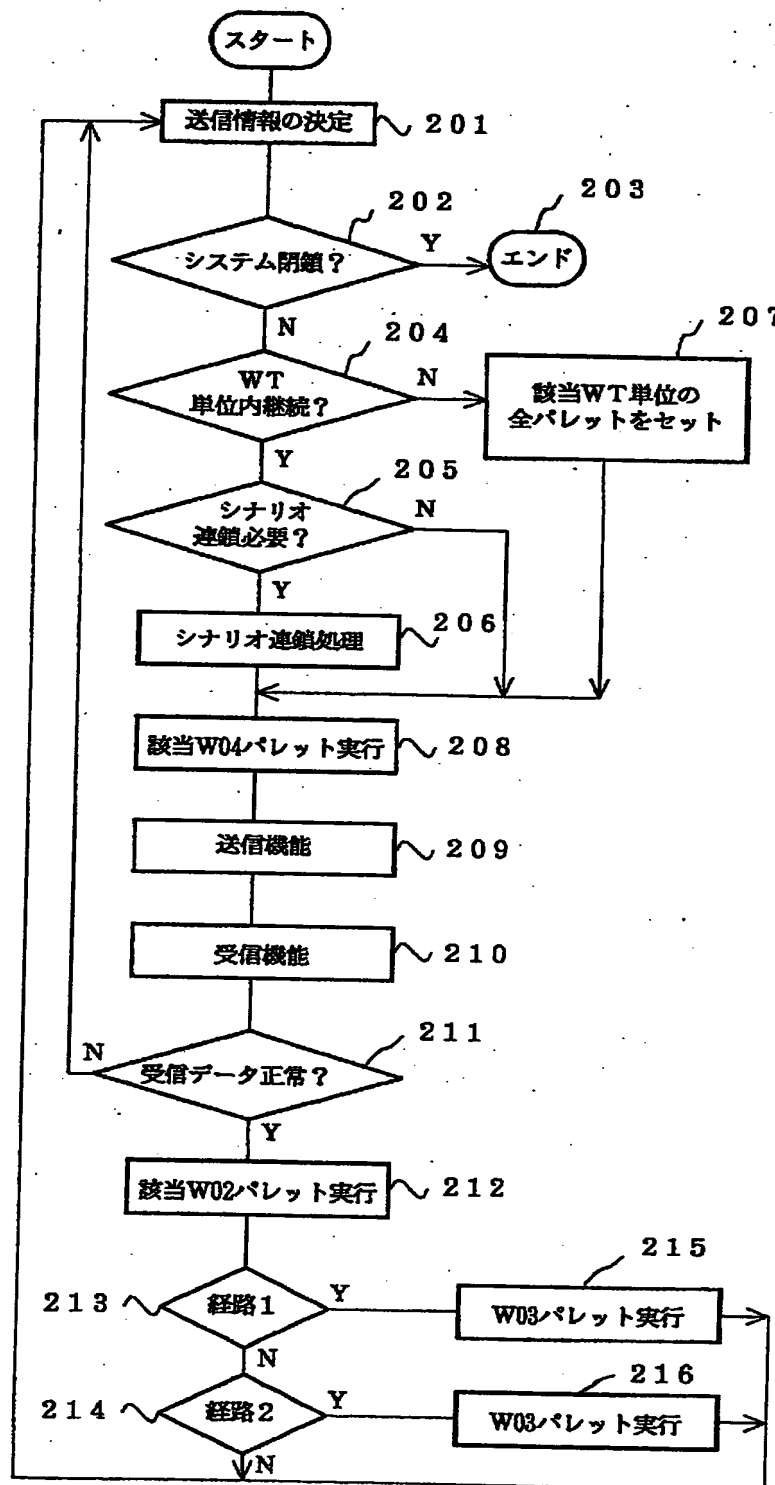 スタート
送信情報の決定
201
202
203
システム閉鎖?
Y
エンド
N
204
207
WT
単位内継続?
N
該当WT単位の
全パレットをセット
Y
205
シナリオ
連鎖必要?
N
Y
シナリオ連鎖処理
206
該当W04パレット実行
208
送信機能
209
受信機能
210
211
N
受信データ正常?
Y
該当W02パレット実行
212
215
213
経路1
Y
W03パレット実行
N
216
214
経路2
Y
W03パレット実行
N